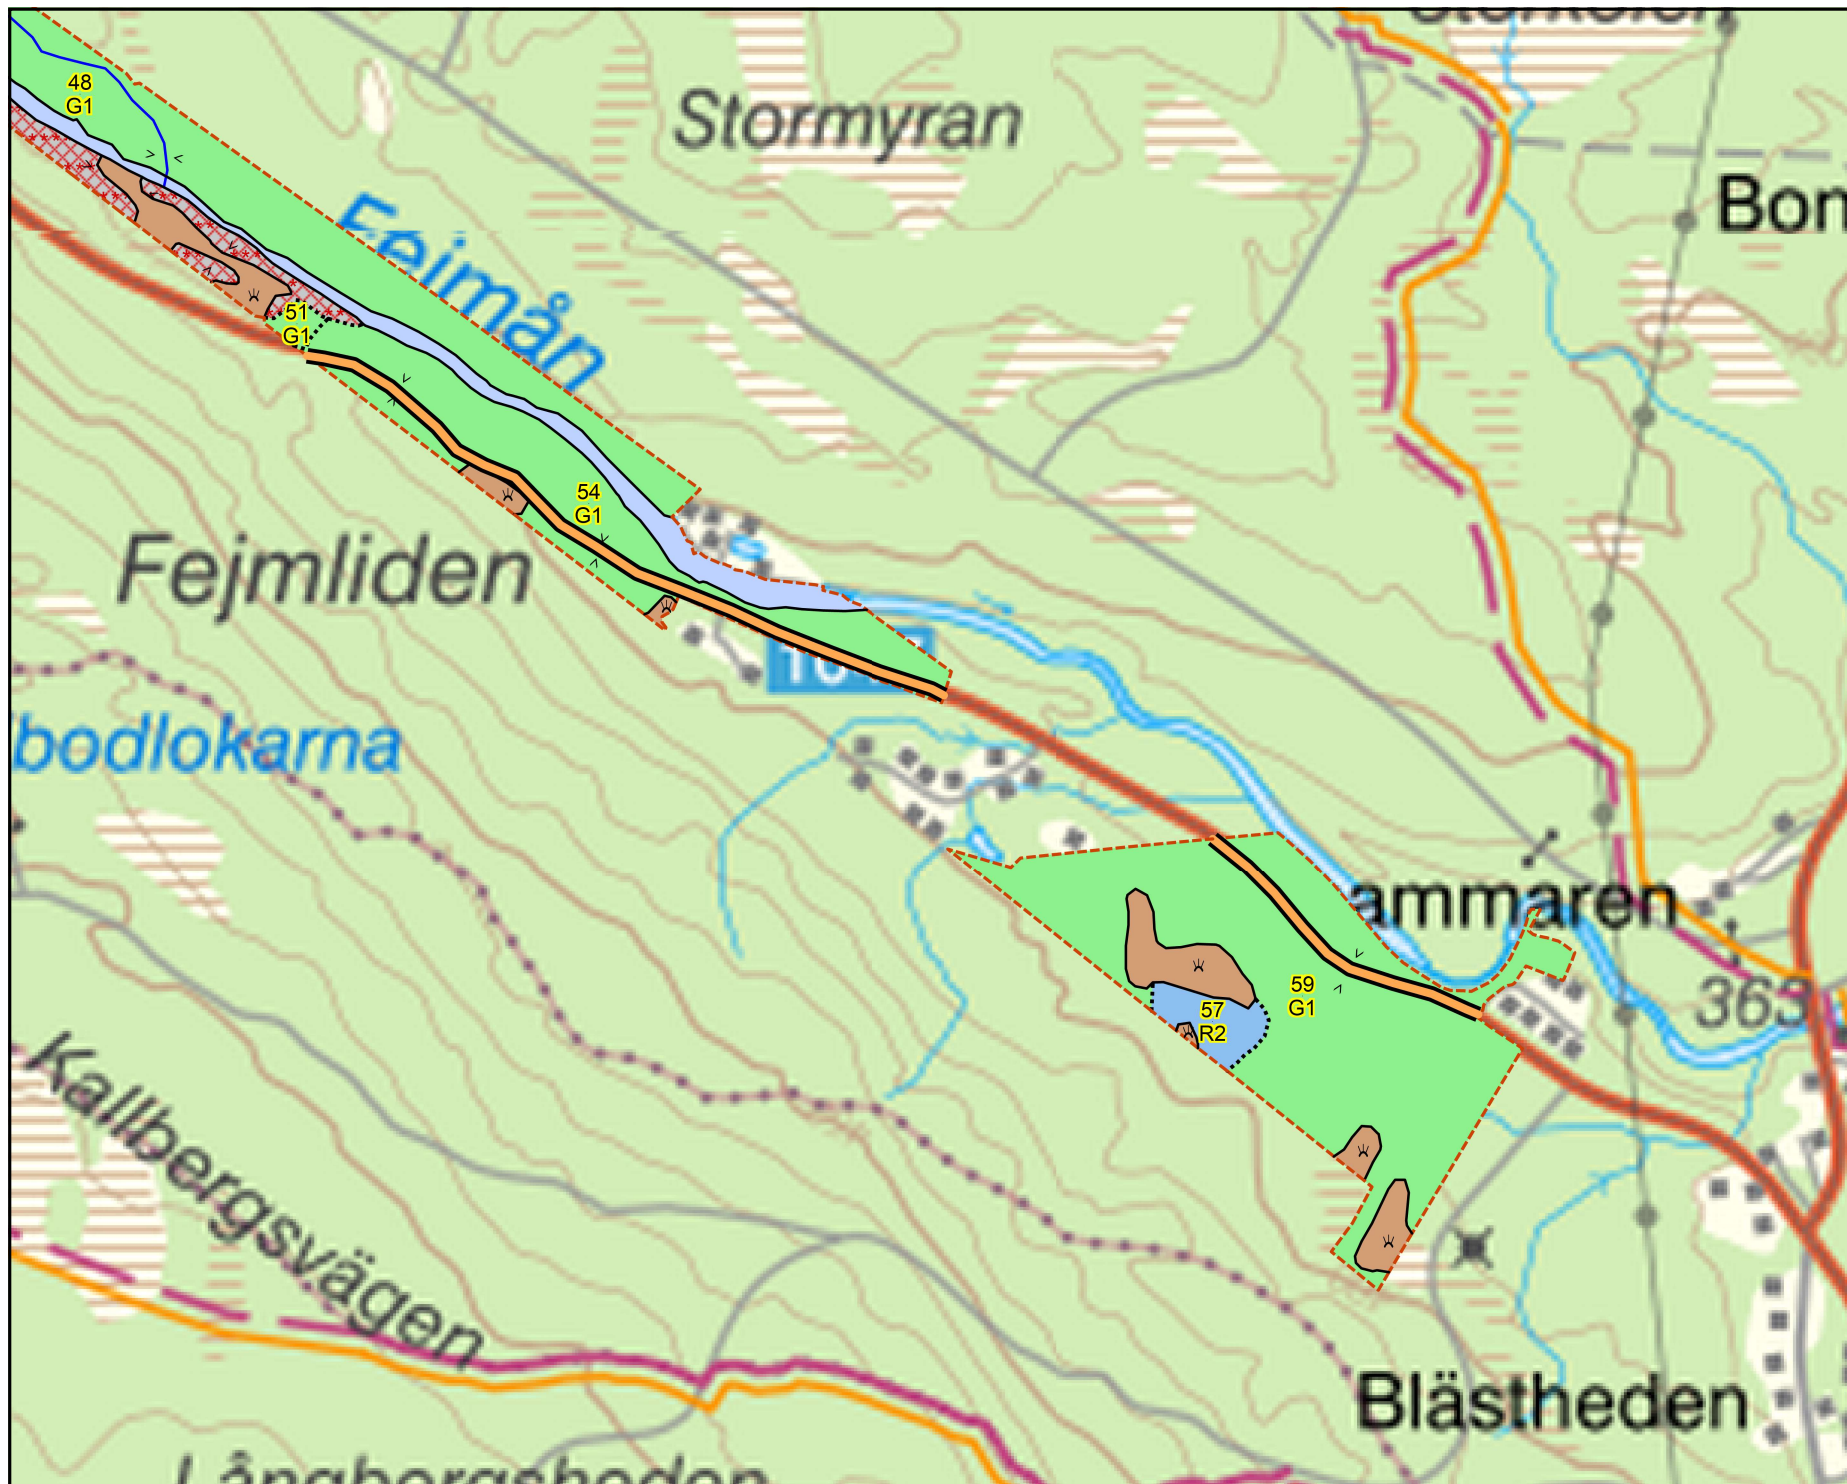 48
G1
Stormyran
Bon
Fejmån
51
G1
54
G1
Fejmliden
bodlokarna
ammaren
59
G1
57
R2
363
Kallbergsvägen
Blästheden
Långbergsheden